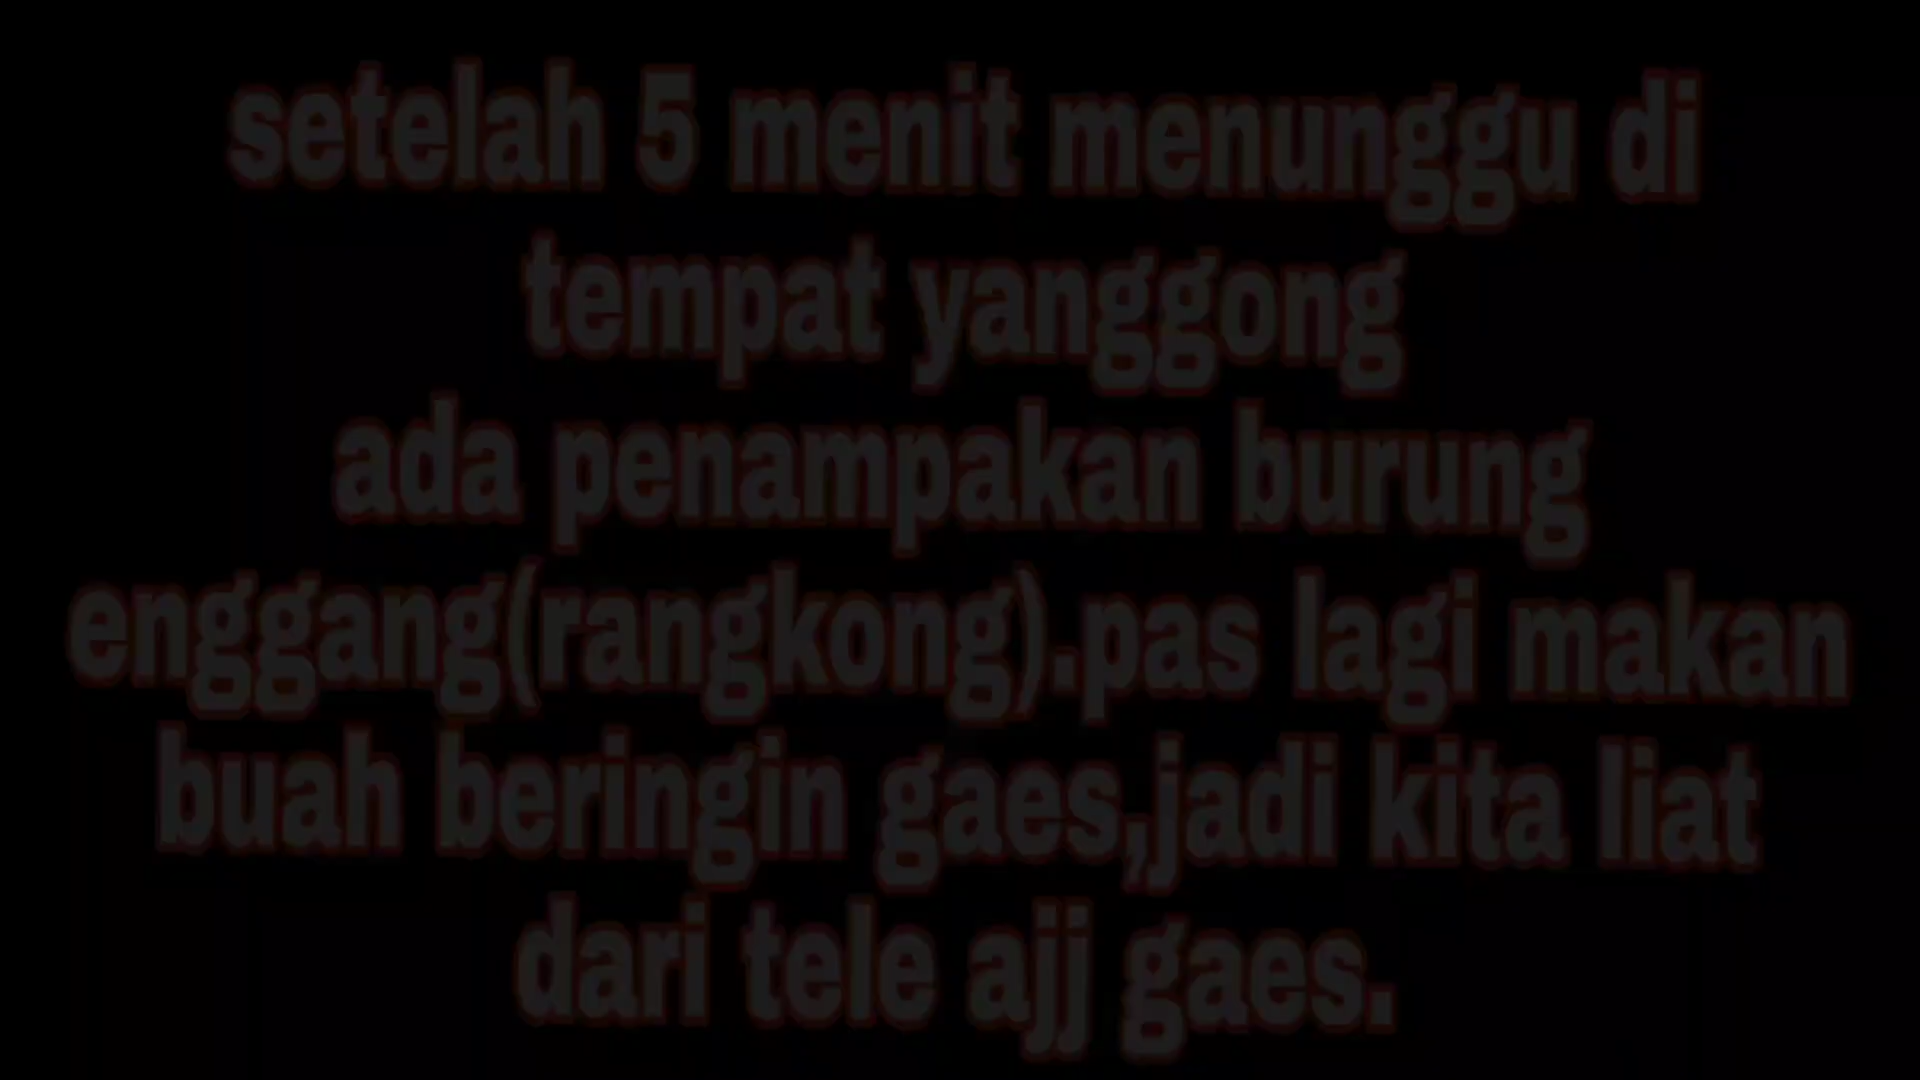 setelah 5 menit menunggu di
tempat yanggong
ada penampakan burung
enggang(rangkong).pas lagi makan
buah beringin gaes,jadi kita liat
dari tele ajj gaes.